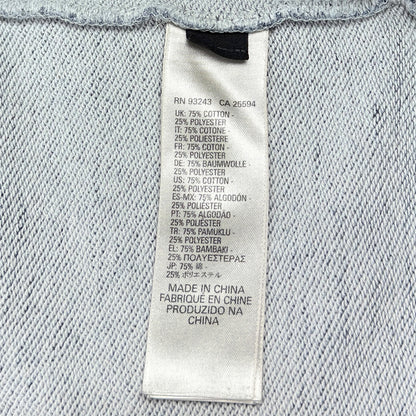 RN 93243 CA 25594
UK: 75% COTTON -
25% POLYESTER
IT: 75% COTONE -
25% POLIESTERE
FR: 75% COTON -
25% POLYESTER
DE: 75% BAUMWOLLE -
25% POLYESTER
US: 75% COTTON -
25% POLYESTER
ES-MX: 75% ALGODÓN -
25% POLIÉSTER
PT: 75% ALGODÃO -
25% POLIÉSTER
TR: 75% PAMUKLU -
25% POLYESTER
EL: 75% BAMBAKI -
25% ΠΟΛΥΕΣΤΕΡΑΣ
JP: 75% 綿 -
25% ポリエステル
MADE IN CHINA
FABRIQUÉ EN CHINE
PRODUZIDO NA
CHINA